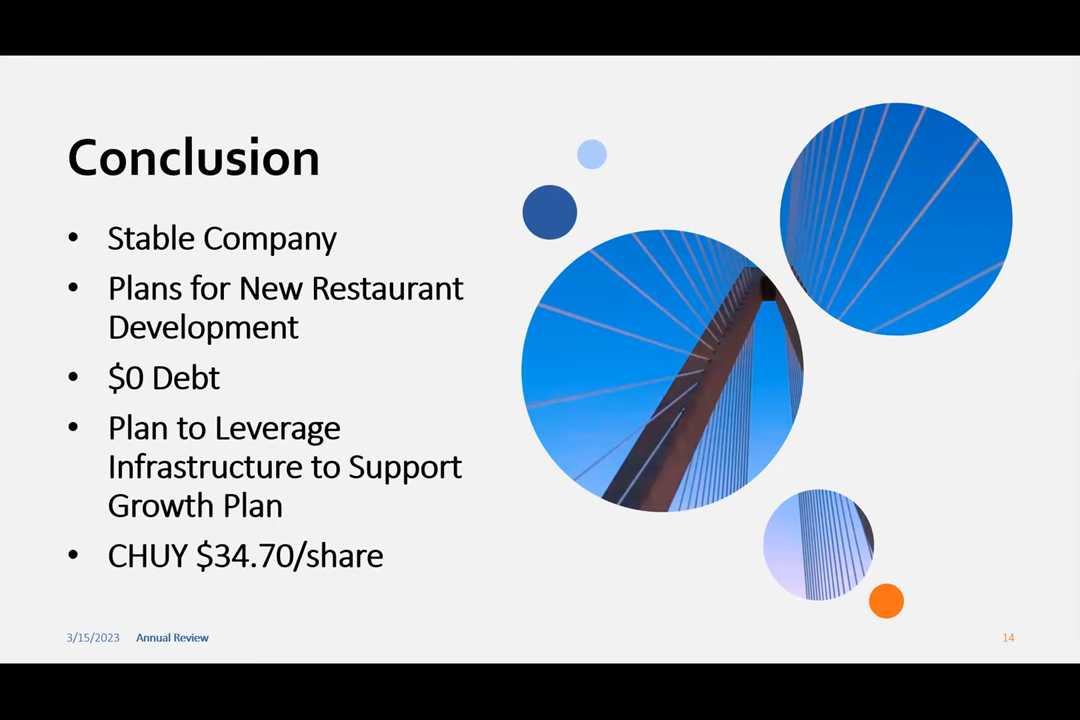 Conclusion
• Stable Company
• Plans for New Restaurant
Development
• $0 Debt
• Plan to Leverage
Infrastructure to Support
Growth Plan
• CHUY $34.70/share
3/15/2023 Annual Review 14